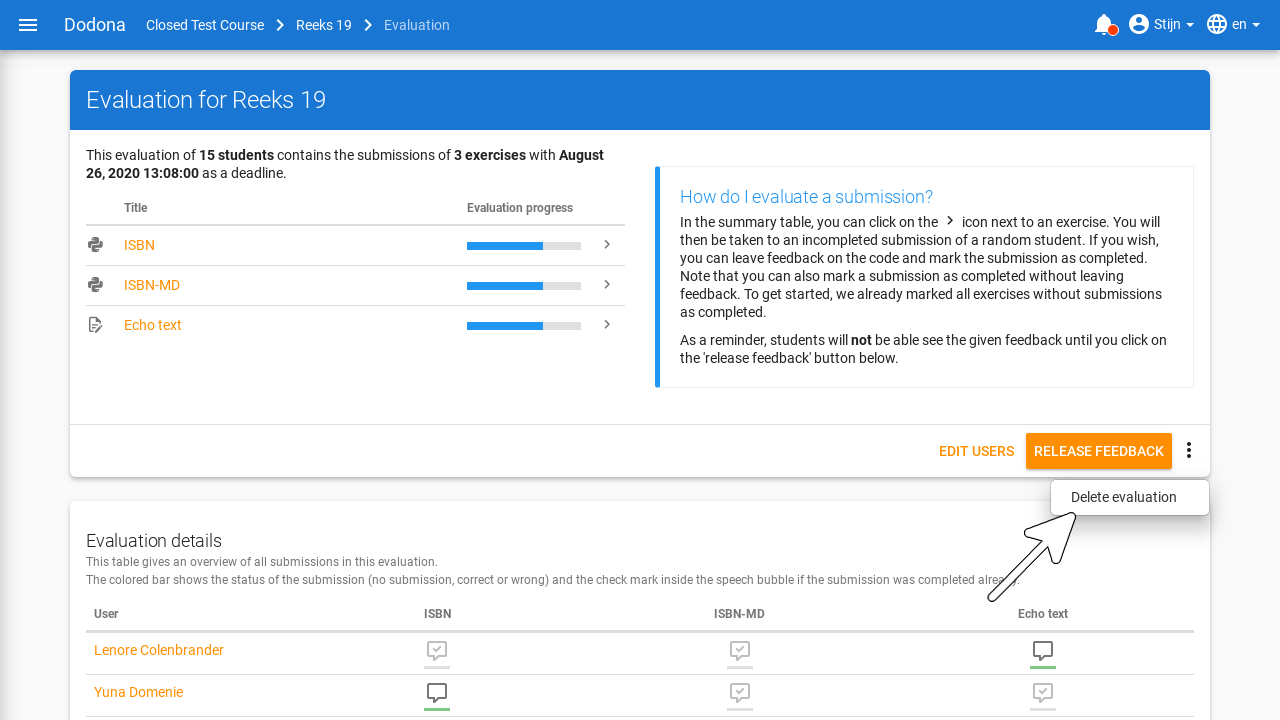 Dodona Closed Test Course Reeks 19 Evaluation Stijn en
Evaluation for Reeks 19
This evaluation of 15 students contains the submissions of 3 exercises with August
26, 2020 13:08:00 as a deadline.
Title Evaluation progress
ISBN
ISBN-MD
Echo text
How do I evaluate a submission?
In the summary table, you can click on the icon next to an exercise. You will
then be taken to an incompleted submission of a random student. If you wish,
you can leave feedback on the code and mark the submission as completed.
Note that you can also mark a submission as completed without leaving
feedback. To get started, we already marked all exercises without submissions
as completed.
As a reminder, students will not be able see the given feedback until you click on
the 'release feedback' button below.
EDIT USERS RELEASE FEEDBACK
Delete evaluation
Evaluation details
This table gives an overview of all submissions in this evaluation.
The colored bar shows the status of the submission (no submission, correct or wrong) and the check mark inside the speech bubble if the submission was completed already.
User ISBN ISBN-MD Echo text
Lenore Colenbrander
Yuna Domenie